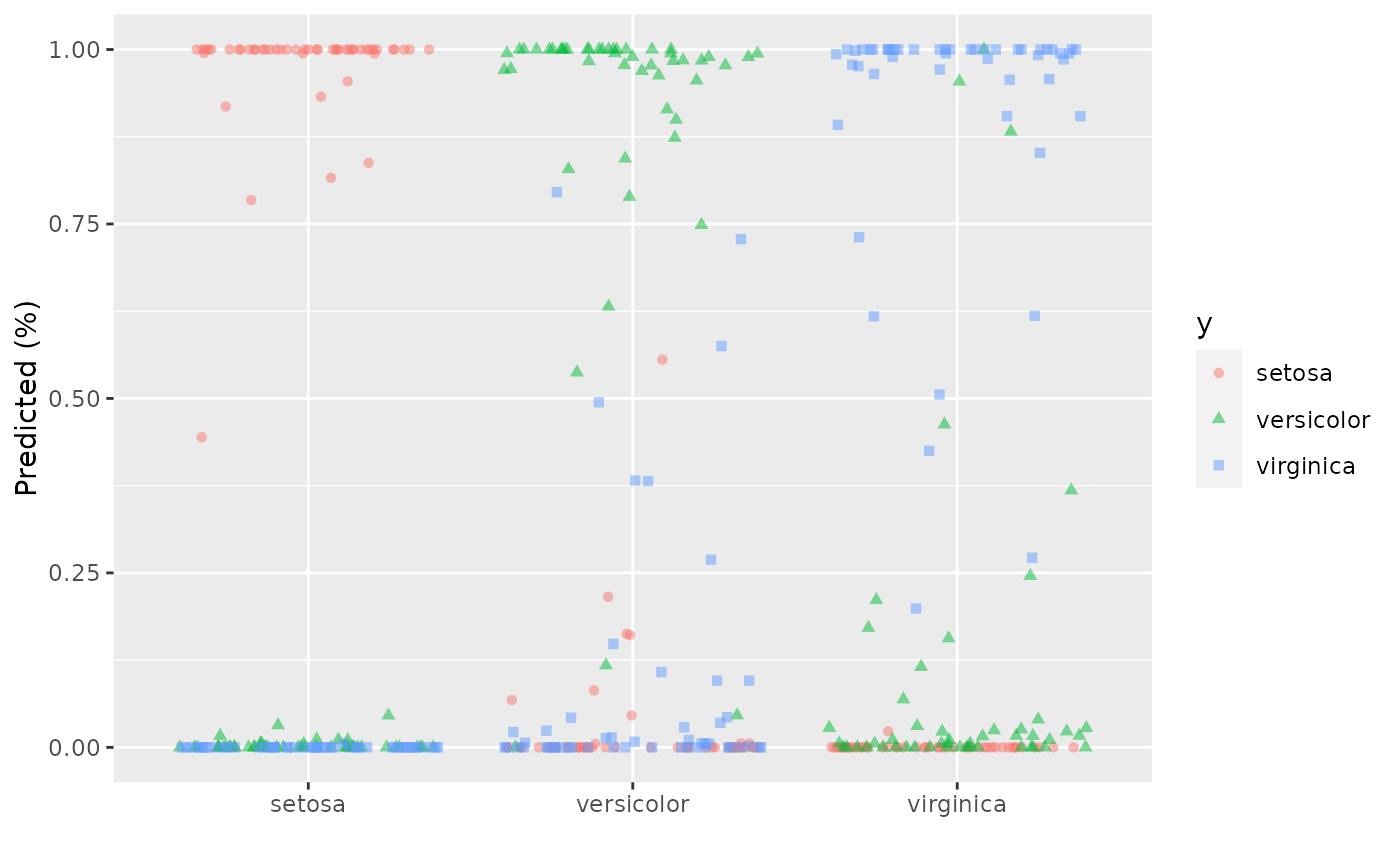 1.00
0.75
0.50
0.25
0.00
Predicted (%)
setosa
versicolor
virginica
y
setosa
versicolor
virginica